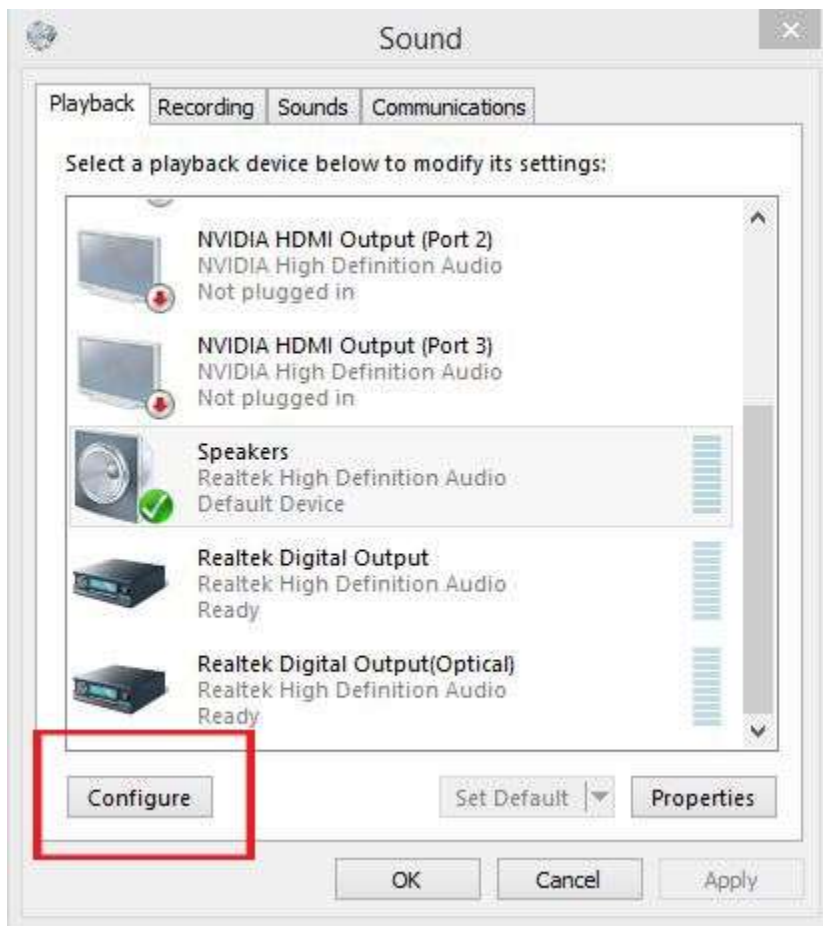 Sound
Playback Recording Sounds Communications
Select a playback device below to modify its settings:
NVIDIA HDMI Output (Port 2)
NVIDIA High Definition Audio
Not plugged in
NVIDIA HDMI Output (Port 3)
NVIDIA High Definition Audio
Not plugged in
Speakers
Realtek High Definition Audio
Default Device
Realtek Digital Output
Realtek High Definition Audio
Ready
Realtek Digital Output(Optical)
Realtek High Definition Audio
Ready
Configure Set Default Properties
OK Cancel Apply